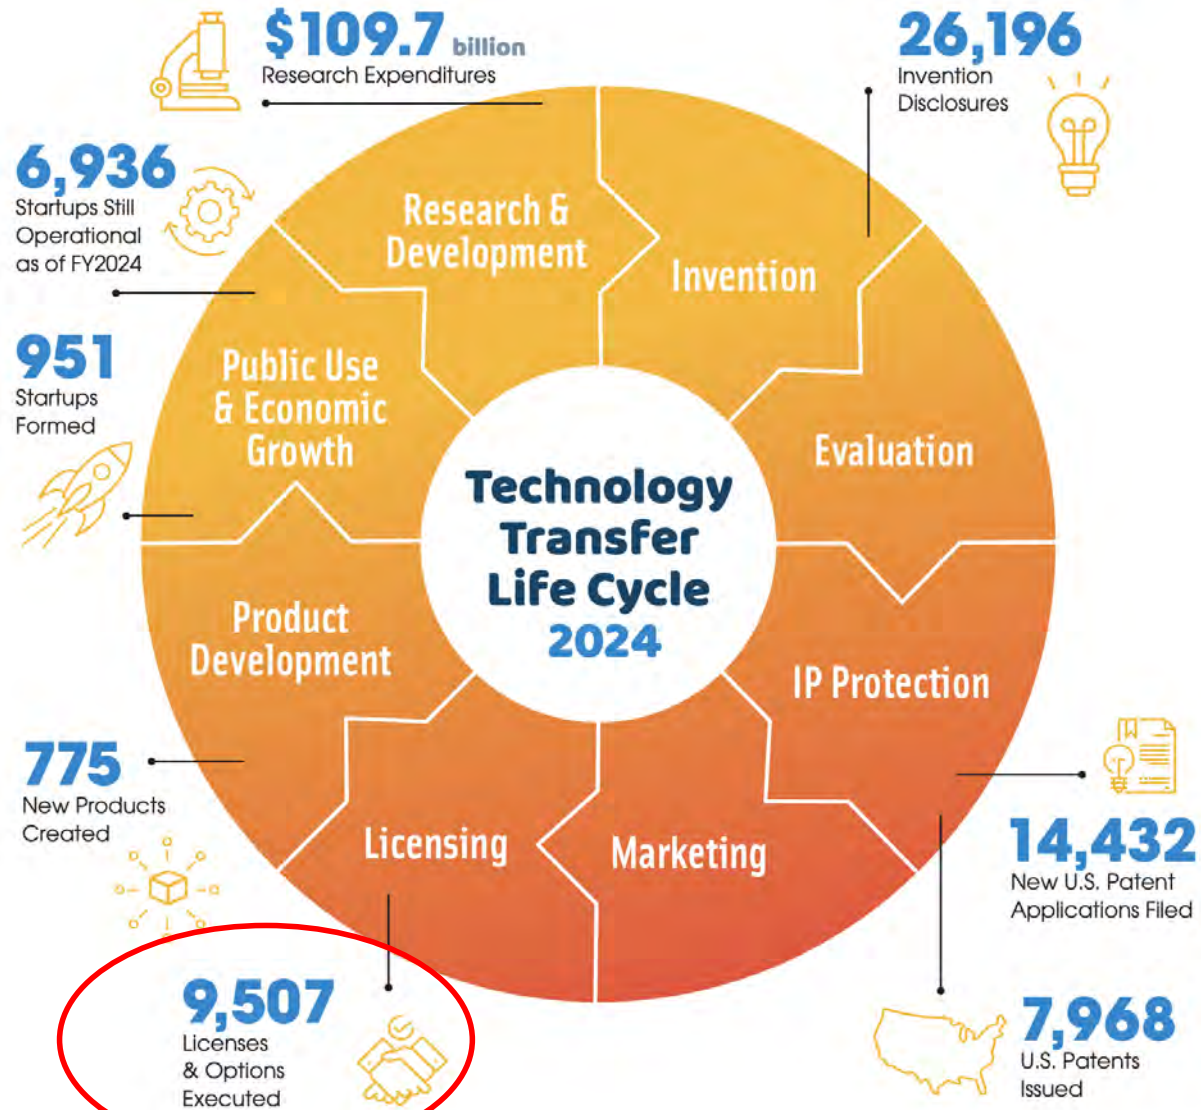 $109.7 billion
Research Expenditures
26,196
Invention
Disclosures
6,936
Startups Still
Operational
as of FY2024
951
Startups
Formed
Research &
Development
Invention
Public Use
& Economic
Growth
Evaluation
Technology
Transfer
Life Cycle
2024
Product
Development
IP Protection
775
New Products
Created
Licensing
Marketing
14,432
New U.S. Patent
Applications Filed
9,507
Licenses
& Options
Executed
7,968
U.S. Patents
Issued